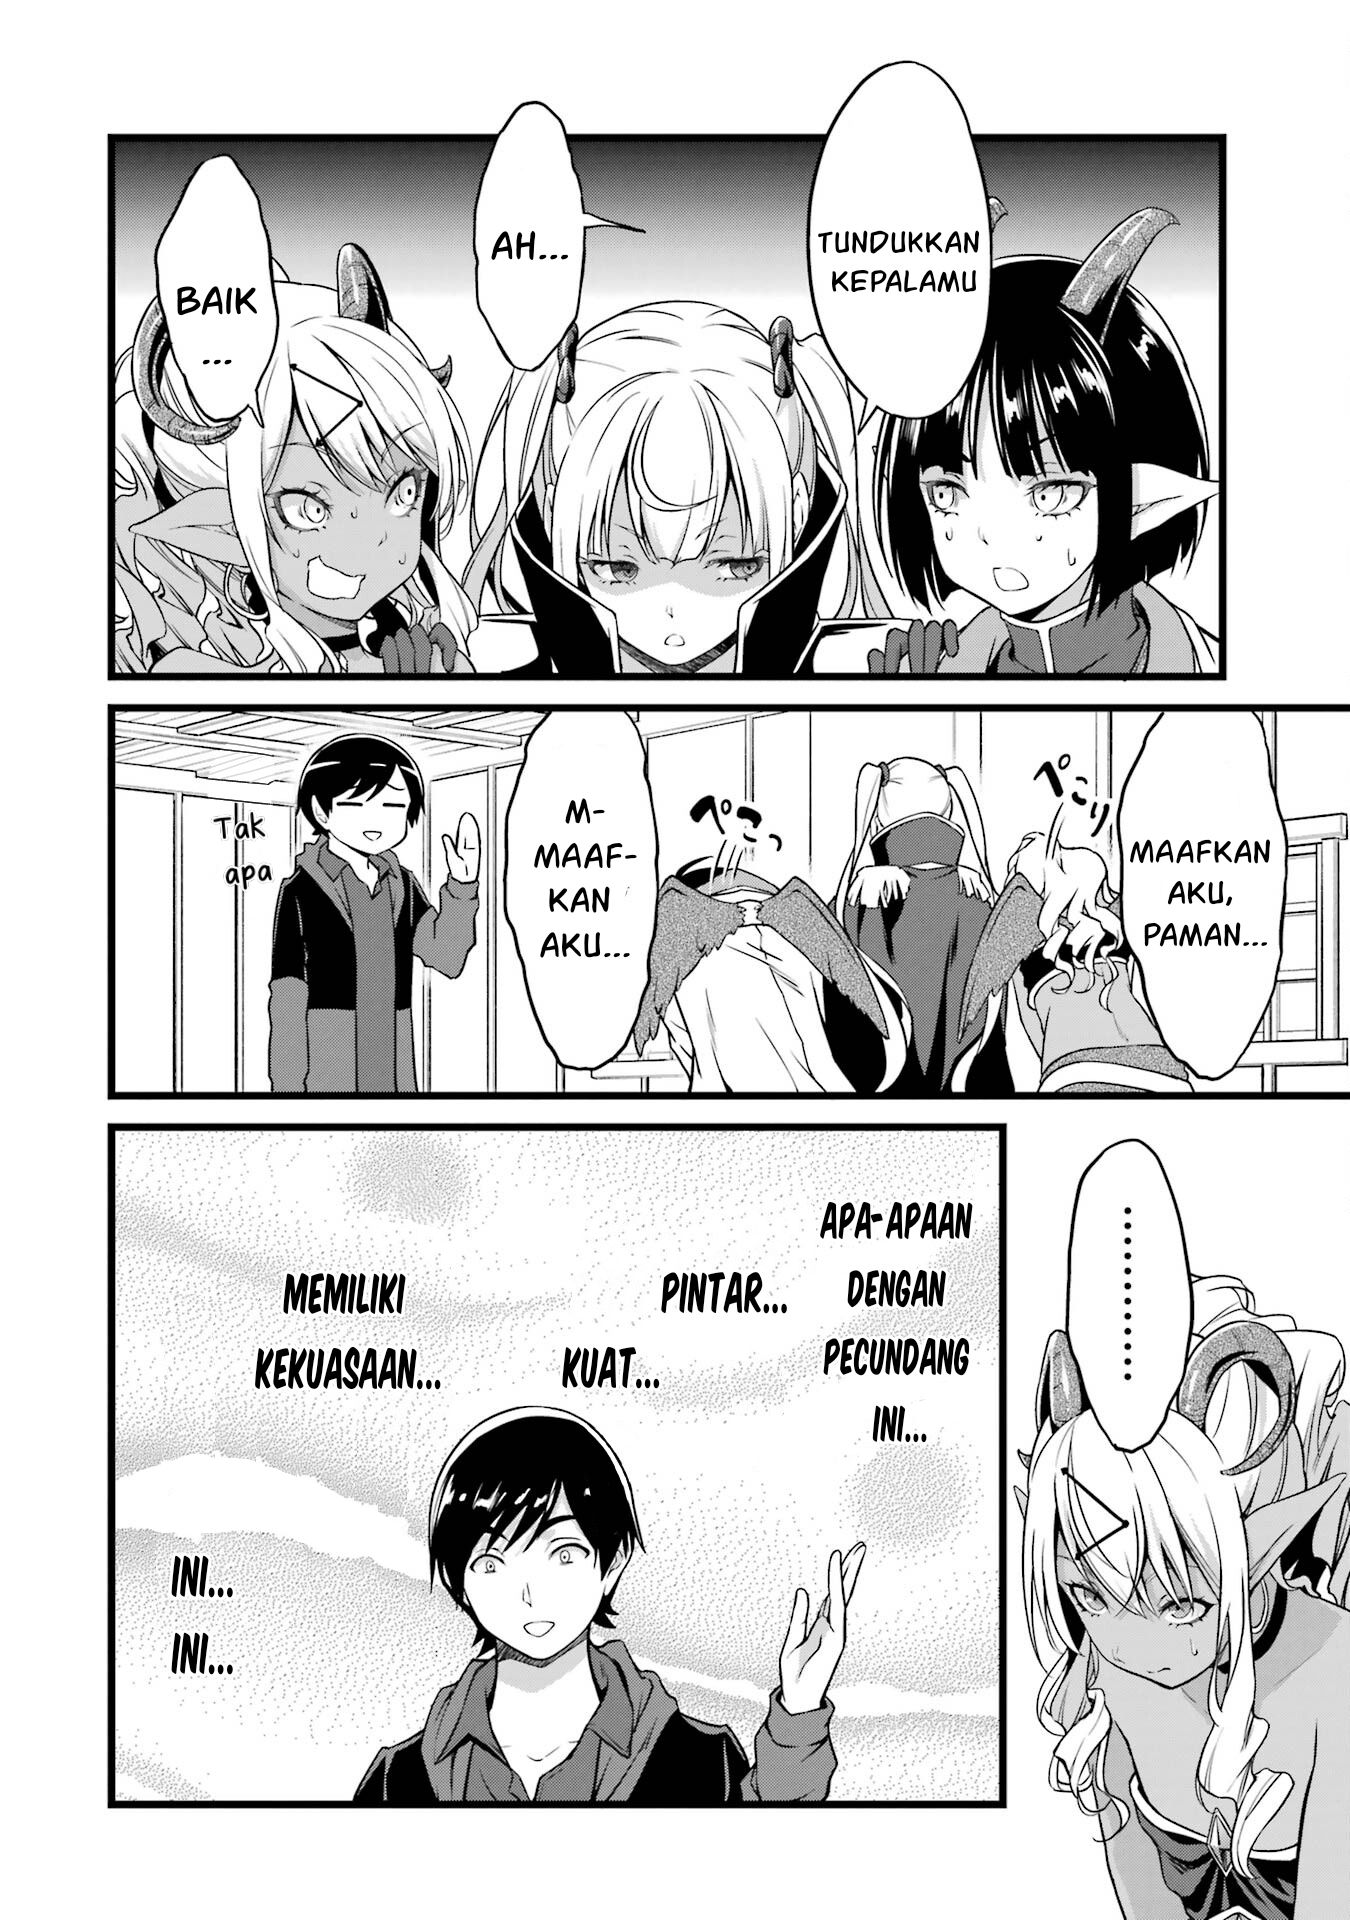 TUNDUKKAN
KEPALAMU
AH...
BAIK
...
MAAFKAN
AKU,
PAMAN...
ぺこり
ぺこっ
M-
MAAF-
KAN
AKU...
Tak
apa
..........
APA-APAAN
DENGAN
PECUNDANG
INI...
PINTAR...
KUAT...
MEMILIKI
KEKUASAAN...
INI...
INI...